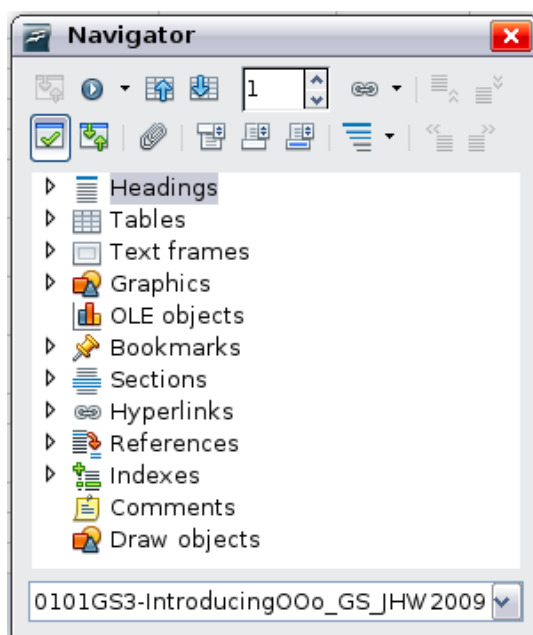 Navigator
1
Headings
Tables
Text frames
Graphics
OLE objects
Bookmarks
Sections
Hyperlinks
References
Indexes
Comments
Draw objects
0101GS3-IntroducingOOo_GS_JHW2009